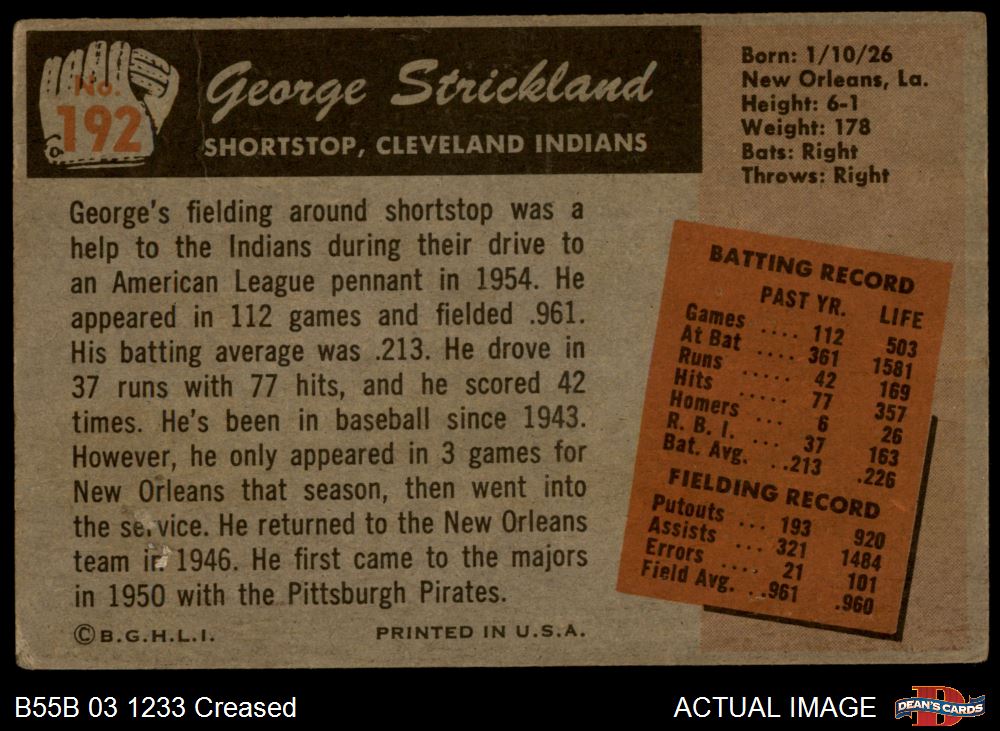 No.
192
George Strickland
SHORTSTOP, CLEVELAND INDIANS
Born: 1/10/26
New Orleans, La.
Height: 6-1
Weight: 178
Bats: Right
Throws: Right
George's fielding around shortstop was a
help to the Indians during their drive to
an American League pennant in 1954. He
appeared in 112 games and fielded .961.
His batting average was .213. He drove in
37 runs with 77 hits, and he scored 42
times. He's been in baseball since 1943.
However, he only appeared in 3 games for
New Orleans that season, then went into
the service. He returned to the New Orleans
team in 1946. He first came to the majors
in 1950 with the Pittsburgh Pirates.
©B.G.H.L.I. PRINTED IN U.S.A.
BATTING RECORD
PAST YR. LIFE
Games .... 112 503
At Bat .... 361 1581
Runs ..... 42 169
Hits ..... 77 357
Homers ... 6 26
R. B. I. ... 37 163
Bat. Avg. ..213 .226
FIELDING RECORD
Putouts ... 193 920
Assists ... 321 1484
Errors .... 21 101
Field Avg. ..961 .960
B55B 03 1233 Creased
ACTUAL IMAGE
D
DEAN'S CARDS